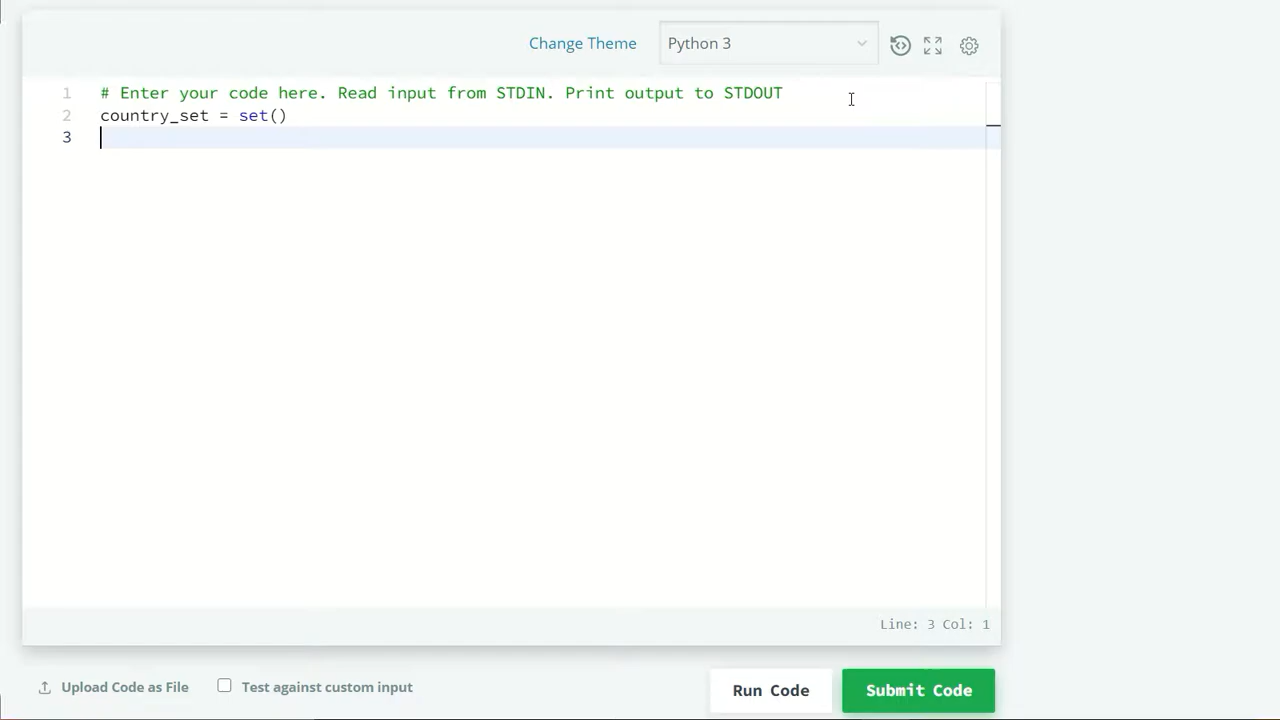 Change Theme Python 3
1 # Enter your code here. Read input from STDIN. Print output to STDOUT
2 country_set = set()
3
Line: 3 Col: 1
Upload Code as File Test against custom input Run Code Submit Code